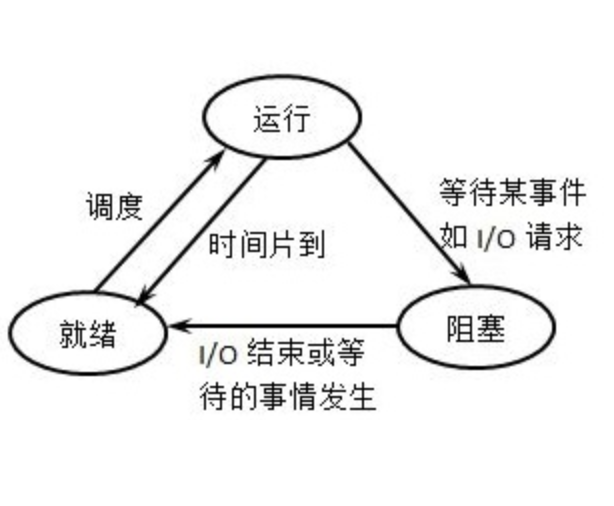 运行
调度
等待某事件
如 I/O 请求
时间片到
就绪
阻塞
I/O 结束或等
待的事情发生